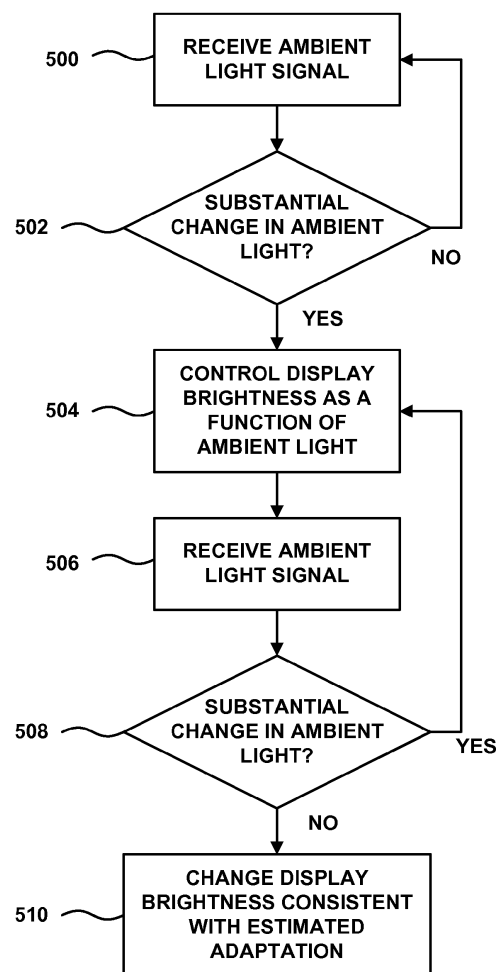 500
RECEIVE AMBIENT
LIGHT SIGNAL
502
SUBSTANTIAL
CHANGE IN AMBIENT
LIGHT?
NO
YES
504
CONTROL DISPLAY
BRIGHTNESS AS A
FUNCTION OF
AMBIENT LIGHT
506
RECEIVE AMBIENT
LIGHT SIGNAL
508
SUBSTANTIAL
CHANGE IN AMBIENT
LIGHT?
YES
NO
510
CHANGE DISPLAY
BRIGHTNESS CONSISTENT
WITH ESTIMATED
ADAPTATION